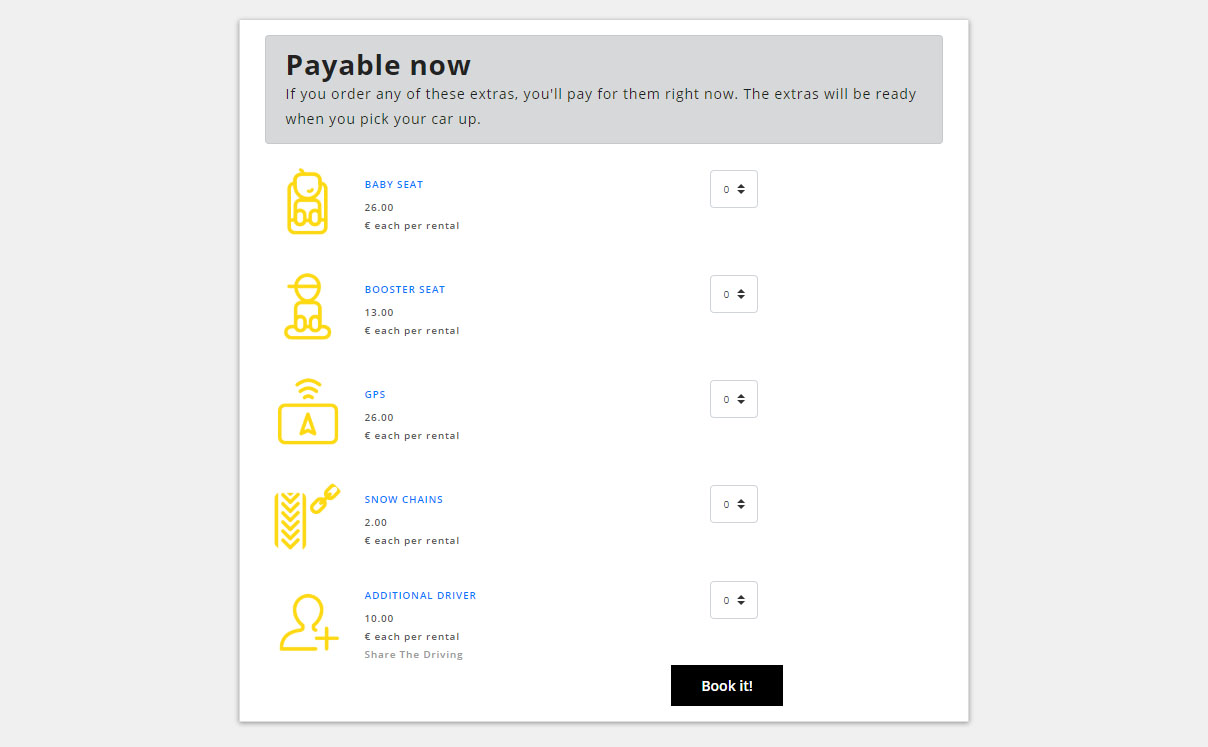 Payable now
If you order any of these extras, you'll pay for them right now. The extras will be ready
when you pick your car up.
BABY SEAT
0
26.00
€ each per rental
BOOSTER SEAT
0
13.00
€ each per rental
GPS
0
26.00
€ each per rental
SNOW CHAINS
0
2.00
€ each per rental
ADDITIONAL DRIVER
0
10.00
€ each per rental
Share The Driving
Book it!